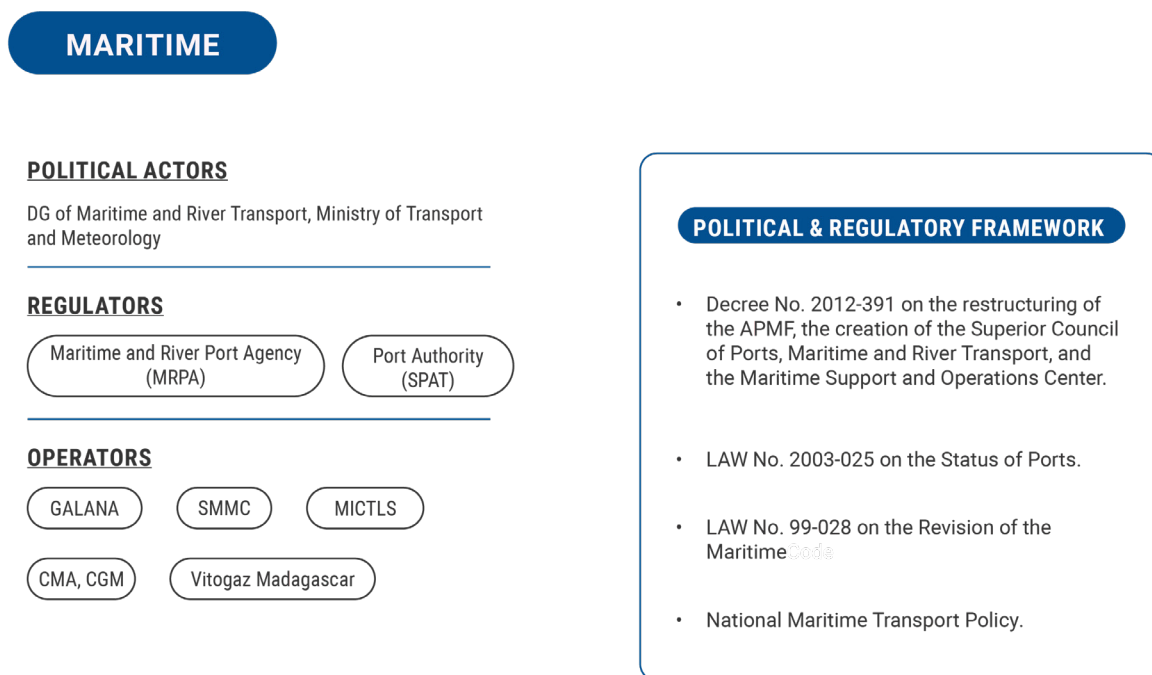 MARITIME
POLITICAL ACTORS
DG of Maritime and River Transport, Ministry of Transport
and Meteorology
REGULATORS
Maritime and River Port Agency
(MRPA)
Port Authority
(SPAT)
OPERATORS
GALANA
SMMC
MICTLS
CMA, CGM
Vitogaz Madagascar
POLITICAL & REGULATORY FRAMEWORK
• Decree No. 2012-391 on the restructuring of
the APMF, the creation of the Superior Council
of Ports, Maritime and River Transport, and
the Maritime Support and Operations Center.
• LAW No. 2003-025 on the Status of Ports.
• LAW No. 99-028 on the Revision of the
Maritime Code
• National Maritime Transport Policy.